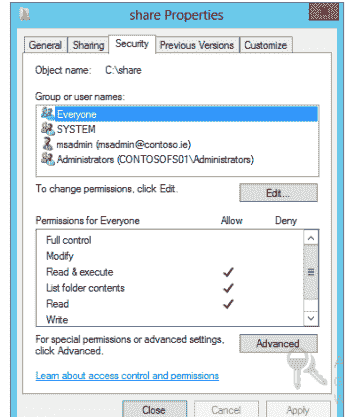 share Properties
General Sharing Security Previous Versions Customize
Object name: C:\share
Group or user names:
Everyone
SYSTEM
msadmin (msadmin@contoso.ie)
Administrators (CONTOSOFS01\Administrators)
To change permissions, click Edit.
Edit...
Permissions for Everyone Allow Deny
Full control
Modify
Read & execute
List folder contents
Read
Write
For special permissions or advanced settings, click Advanced.
Advanced
Learn about access control and permissions
Close Cancel Apply